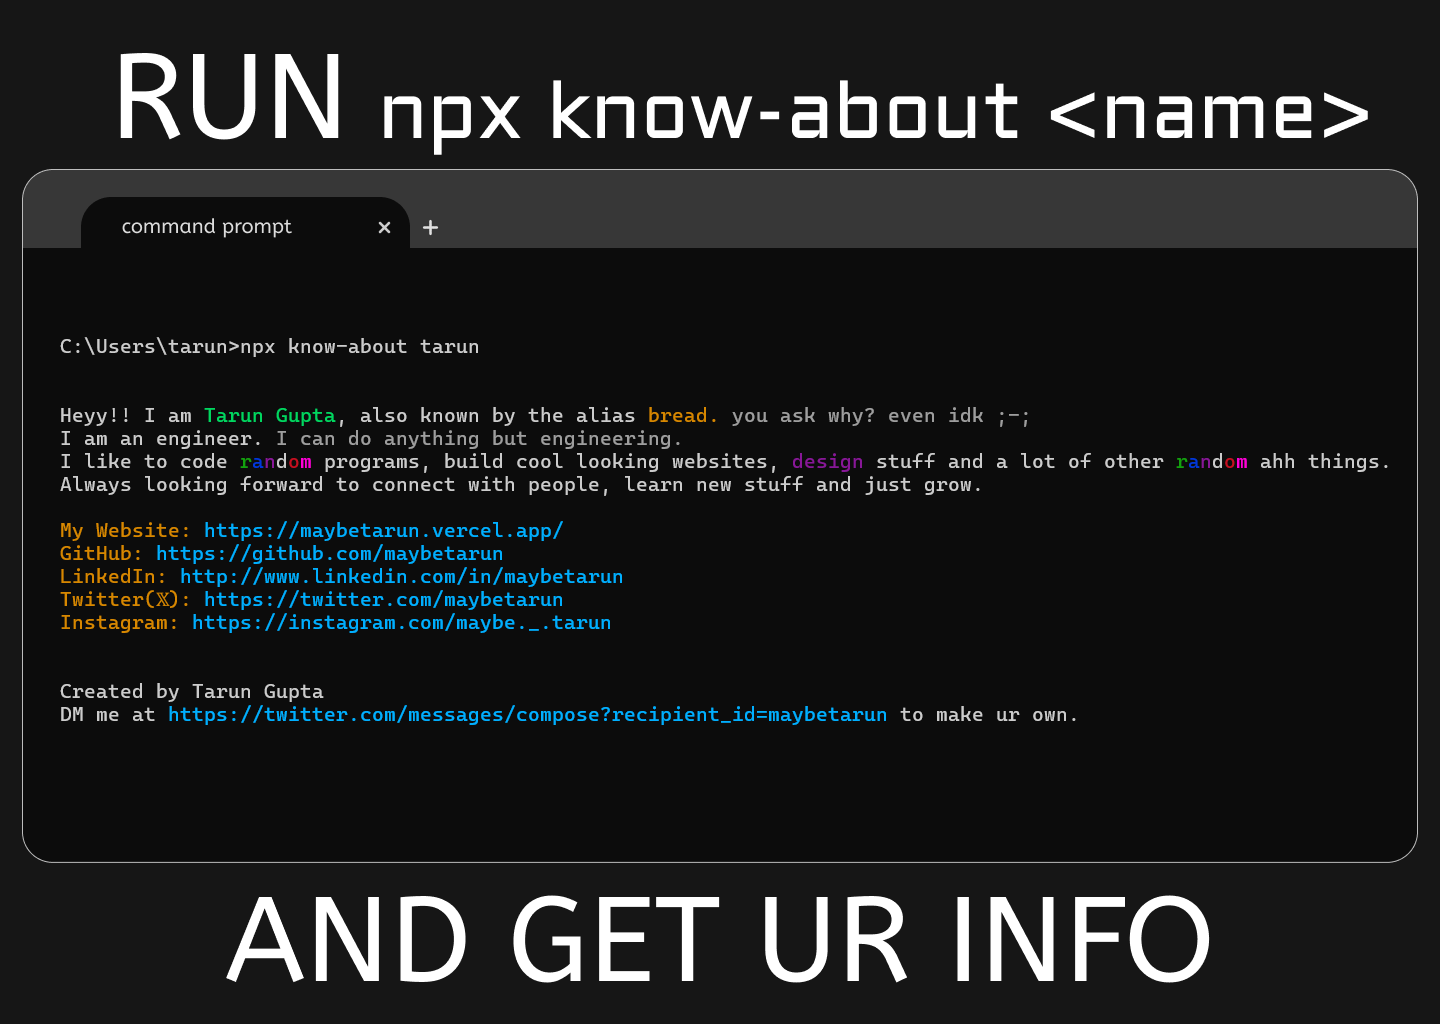 RUN npx know-about <name>
command prompt × +
C:\Users\tarun>npx know-about tarun
Heyy!! I am Tarun Gupta, also known by the alias bread. you ask why? even idk ;-;
I am an engineer. I can do anything but engineering.
I like to code random programs, build cool looking websites, design stuff and a lot of other random ahh things.
Always looking forward to connect with people, learn new stuff and just grow.
My Website: https://maybetarun.vercel.app/
GitHub: https://github.com/maybetarun
LinkedIn: http://www.linkedin.com/in/maybetarun
Twitter(𝕏): https://twitter.com/maybetarun
Instagram: https://instagram.com/maybe._.tarun
Created by Tarun Gupta
DM me at https://twitter.com/messages/compose?recipient_id=maybetarun to make ur own.
AND GET UR INFO